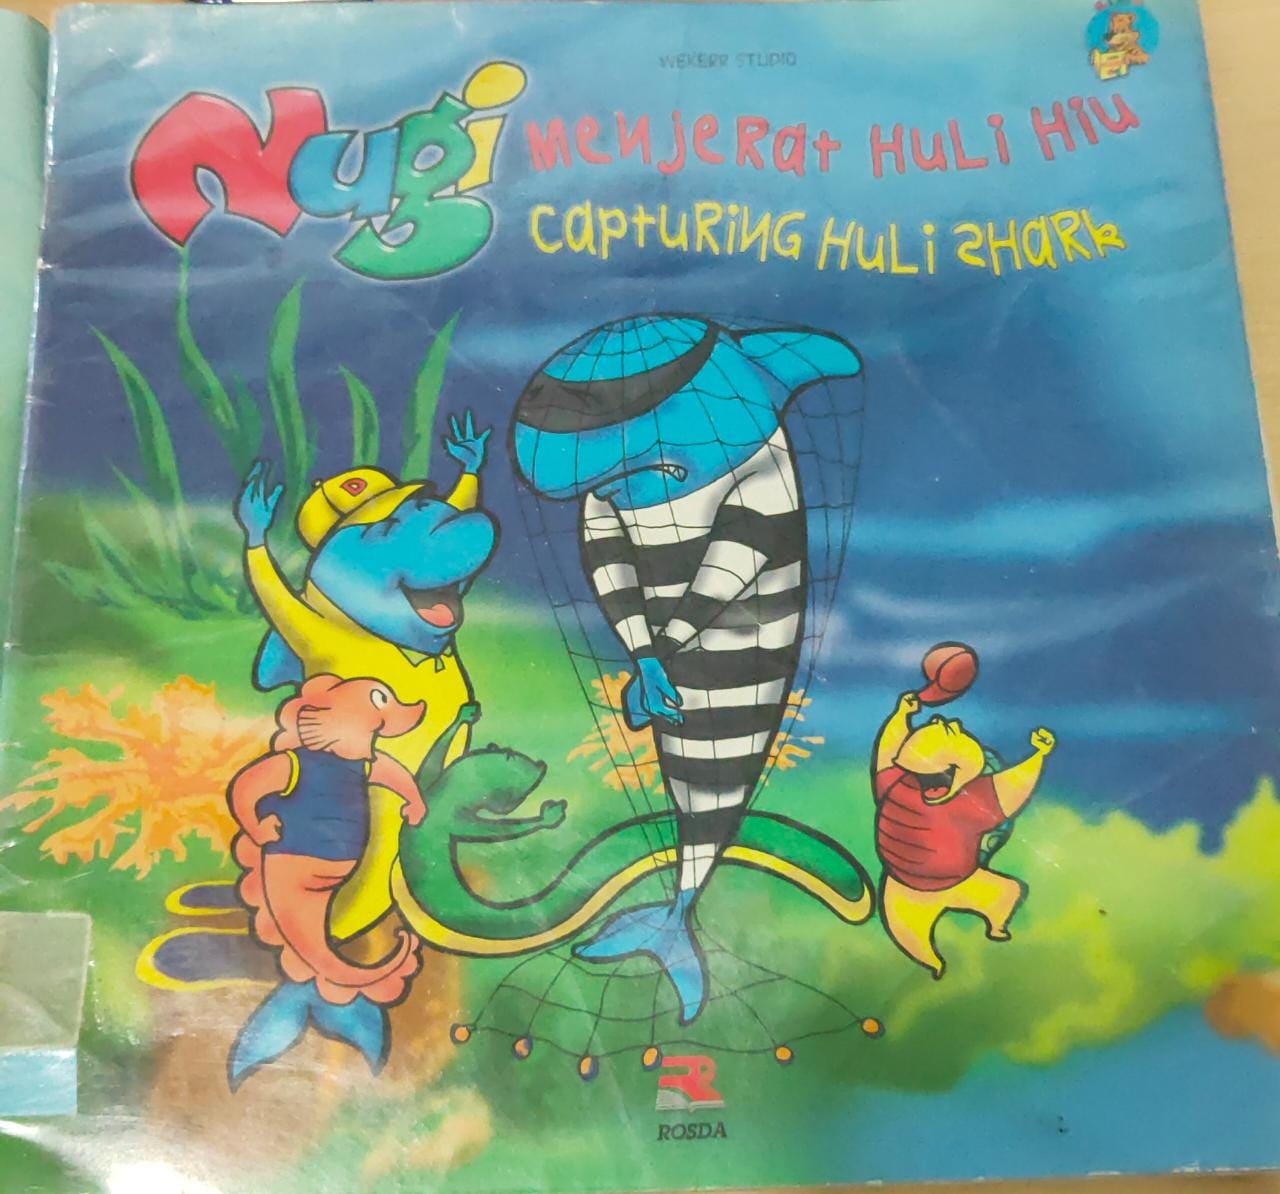 WEKERR STUDIO
Nugi
MENJERAT HULI HIU
CAPTURING HULI SHARK
D
ROSDA